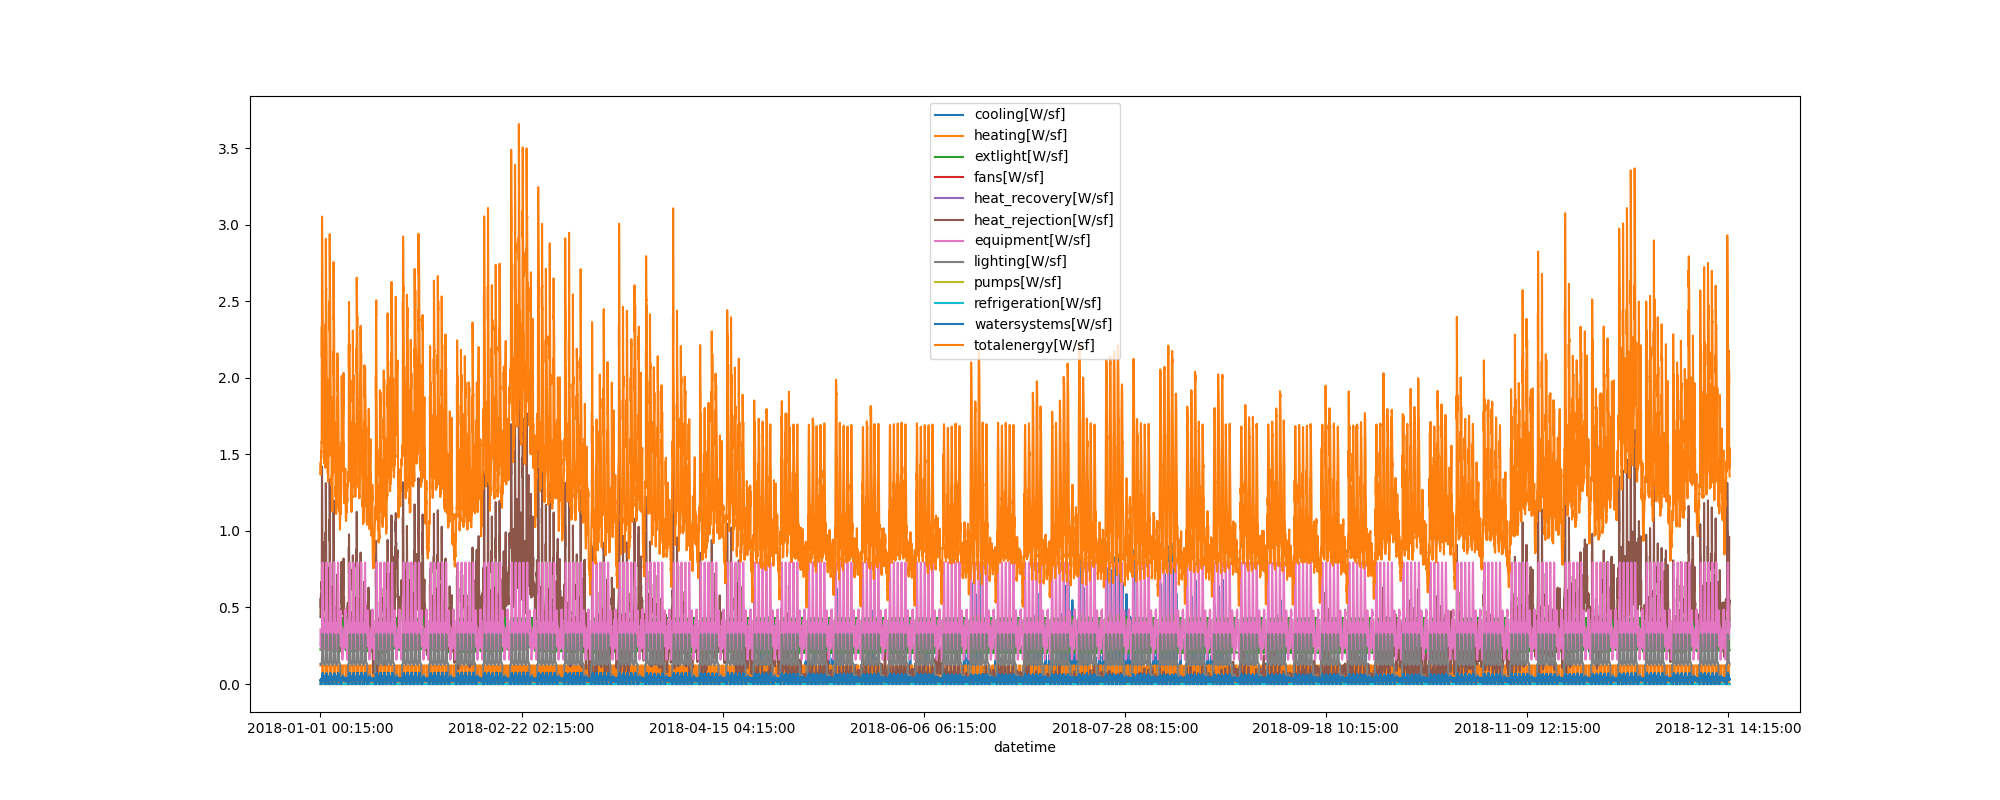 cooling[W/sf]
heating[W/sf]
extlight[W/sf]
fans[W/sf]
heat_recovery[W/sf]
heat_rejection[W/sf]
equipment[W/sf]
lighting[W/sf]
pumps[W/sf]
refrigeration[W/sf]
watersystems[W/sf]
totalenergy[W/sf]
3.5
3.0
2.5
2.0
1.5
1.0
0.5
0.0
2018-01-01 00:15:00 2018-02-22 02:15:00 2018-04-15 04:15:00 2018-06-06 06:15:00 2018-07-28 08:15:00 2018-09-18 10:15:00 2018-11-09 12:15:00 2018-12-31 14:15:00
datetime